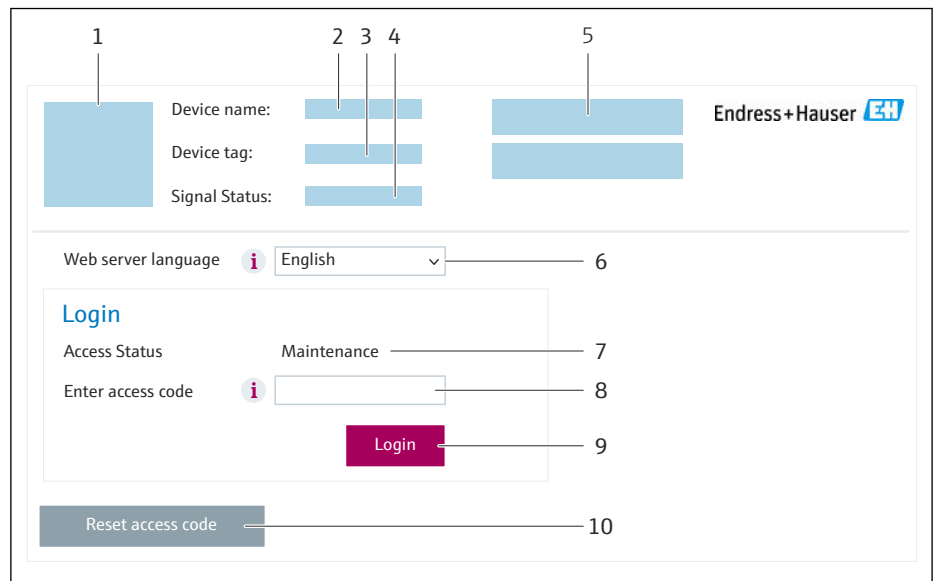 1 2 3 4 5
Device name:
Endress+Hauser EH
Device tag:
Signal Status:
Web server language i English 6
Login
Access Status Maintenance 7
Enter access code i 8
Login 9
Reset access code 10